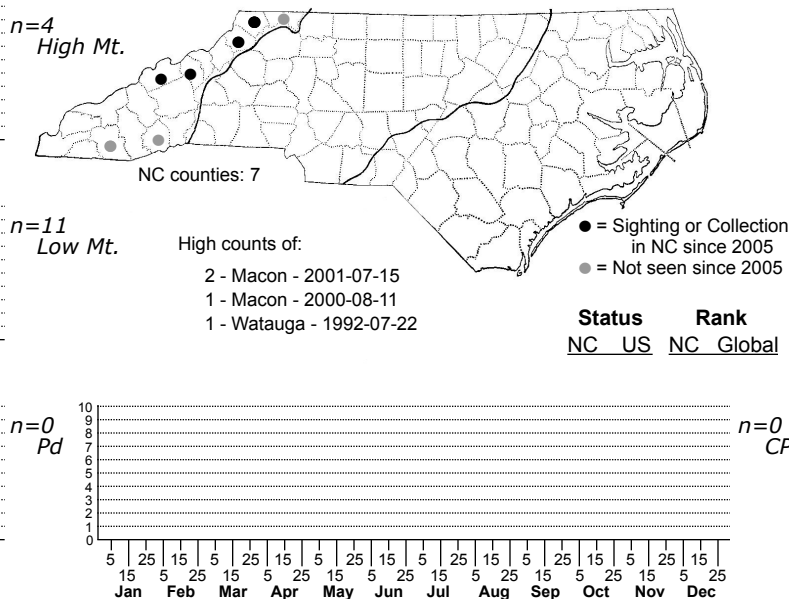 n=4
High Mt.
NC counties: 7
n=11
Low Mt.
High counts of:
2 - Macon - 2001-07-15
1 - Macon - 2000-08-11
1 - Watauga - 1992-07-22
= Sighting or Collection
in NC since 2005
= Not seen since 2005
Status Rank
NC US NC Global
n=0
Pd
n=0
CP
10
9
8
7
6
5
4
3
2
1
0
5 25 15 5 25 15 5 25 15 5 25 15 5 25 15 5 25 15
15 5 25 15 5 25 15 5 25 15 5 25 15 5 25 15 5 25
Jan Feb Mar Apr May Jun Jul Aug Sep Oct Nov Dec